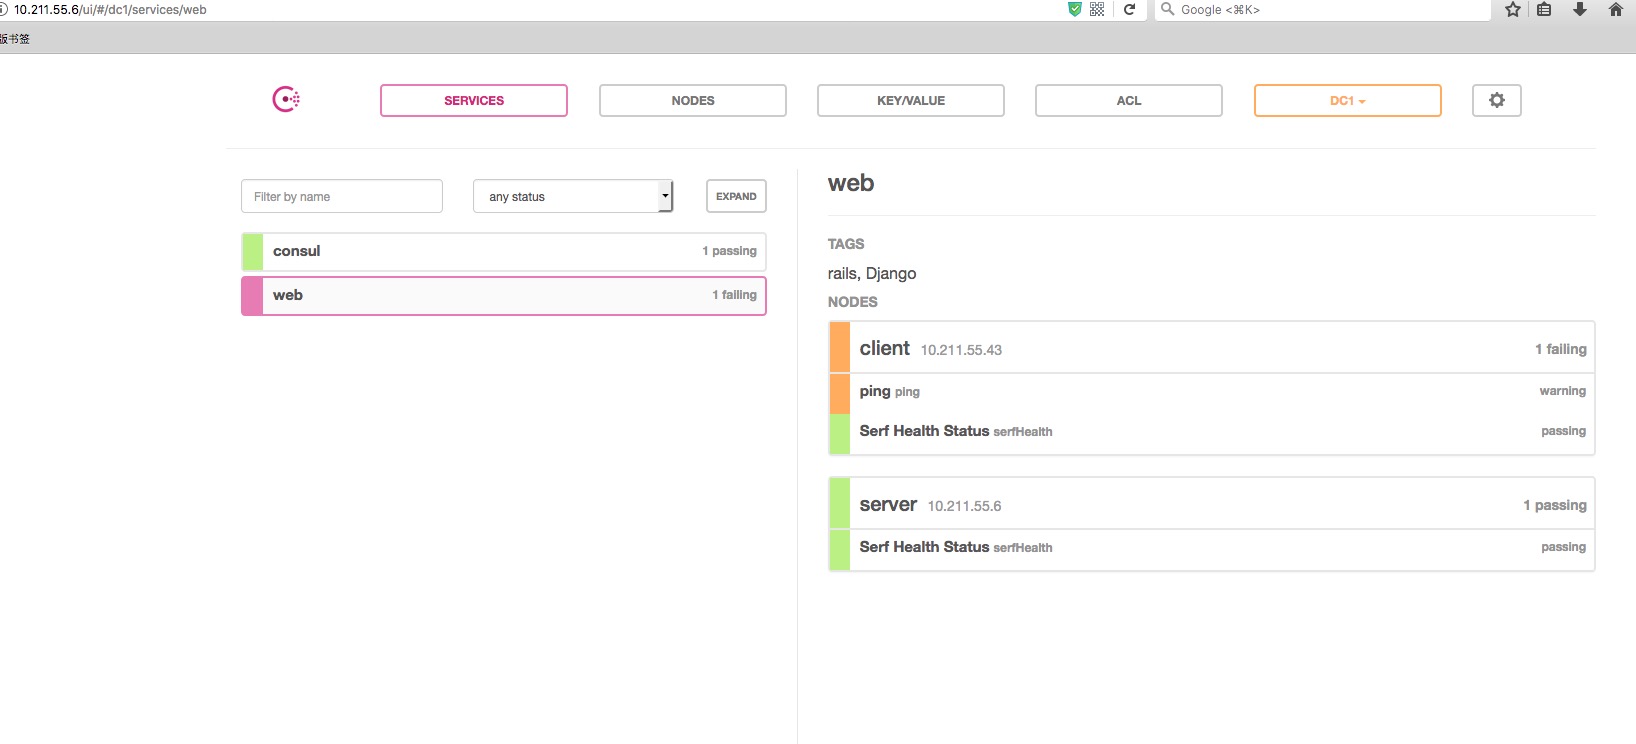 10.211.55.6/ui/#/dc1/services/web
Google <⌘K>
版书签
SERVICES
NODES
KEY/VALUE
ACL
DC1
Filter by name
any status
EXPAND
consul 1 passing
web 1 failing
web
TAGS
rails, Django
NODES
client 10.211.55.43 1 failing
ping ping warning
Serf Health Status serfHealth passing
server 10.211.55.6 1 passing
Serf Health Status serfHealth passing